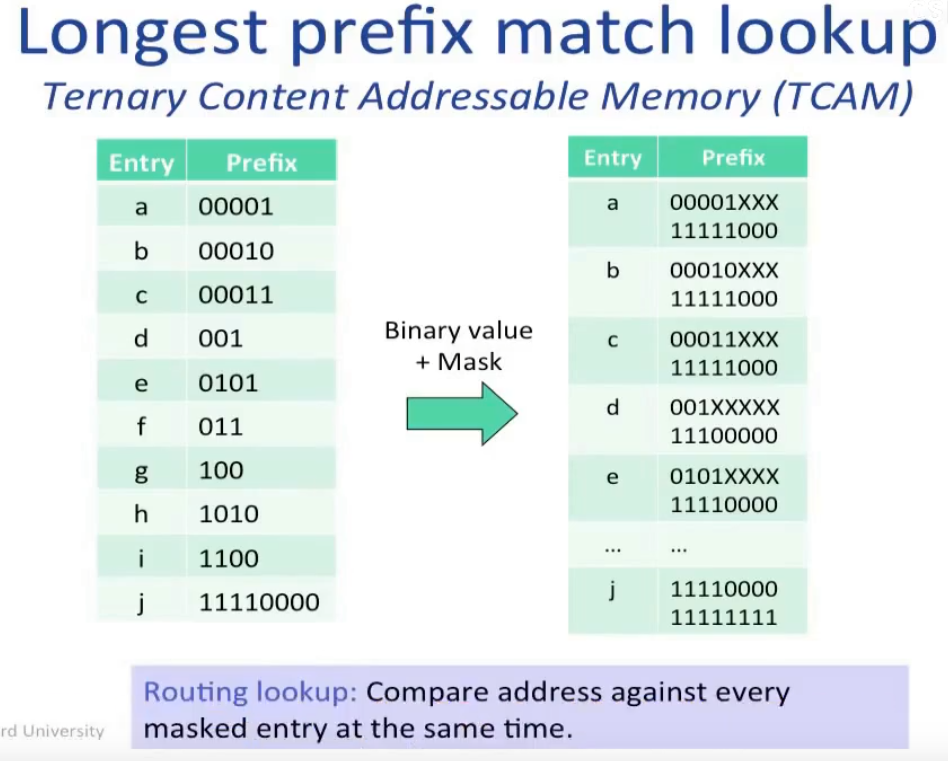 Longest prefix match lookup
Ternary Content Addressable Memory (TCAM)
Entry Prefix
a 00001
b 00010
c 00011
d 001
e 0101
f 011
g 100
h 1010
i 1100
j 11110000
Binary value
+ Mask
Entry Prefix
a 00001XXX
11111000
b 00010XXX
11111000
c 00011XXX
11111000
d 001XXXXX
11100000
e 0101XXXX
11110000
... ...
j 11110000
11111111
Routing lookup: Compare address against every
masked entry at the same time.
rd University